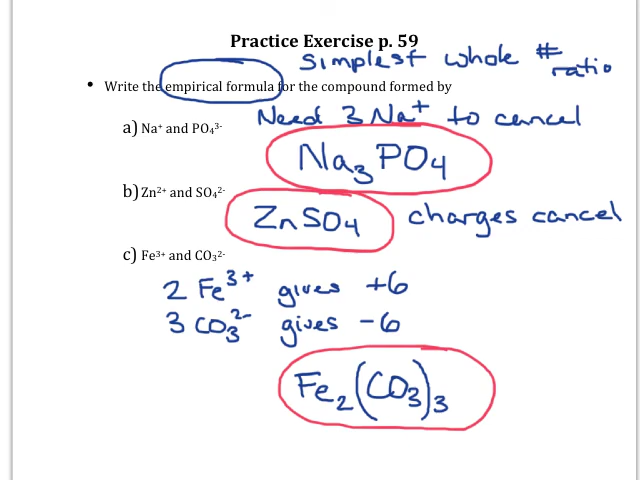 Practice Exercise p. 59
simplest whole # ratio
• Write the empirical formula for the compound formed by
Need 3 Na⁺ to cancel
a) Na⁺ and PO₄³⁻
Na₃PO₄
b) Zn²⁺ and SO₄²⁻
ZnSO₄ charges cancel
c) Fe³⁺ and CO₃²⁻
2 Fe³⁺ gives +6
3 CO₃²⁻ gives -6
Fe₂(CO₃)₃